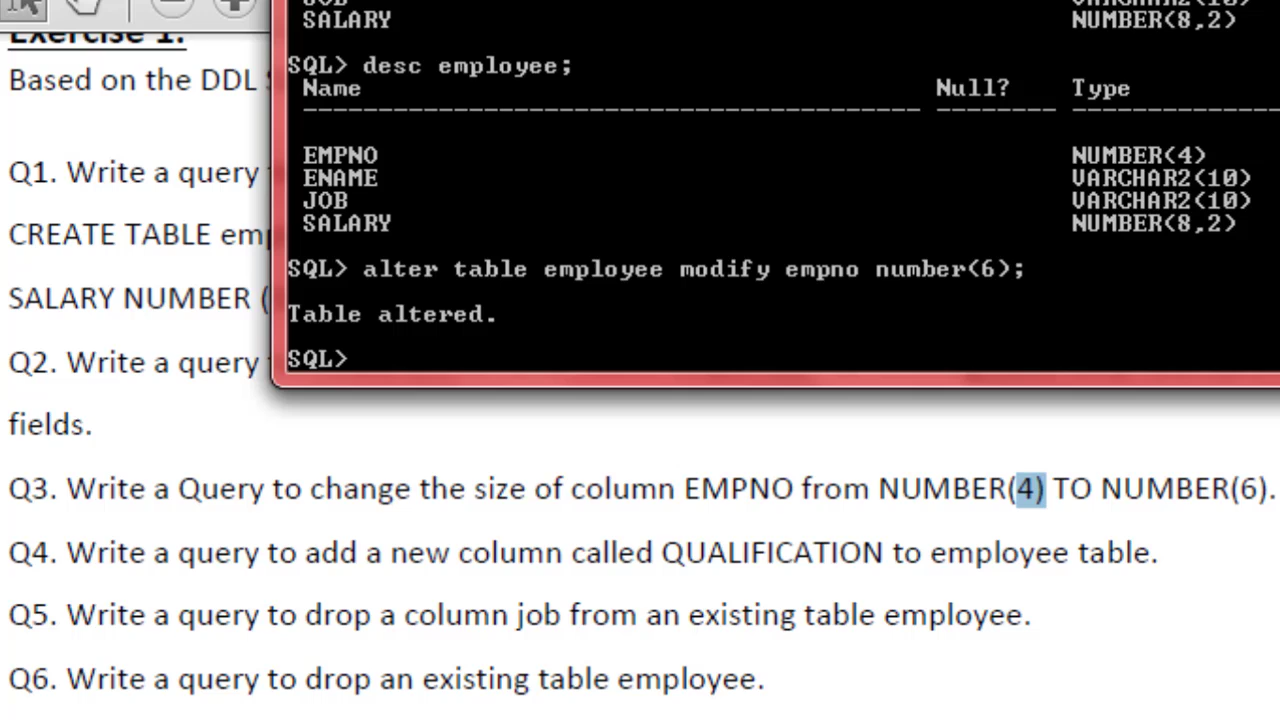 Exercise 1:
Based on the DDL
Q1. Write a query
CREATE TABLE emp
SALARY NUMBER (
Q2. Write a query
fields.
Q3. Write a Query to change the size of column EMPNO from NUMBER(4) TO NUMBER(6).
Q4. Write a query to add a new column called QUALIFICATION to employee table.
Q5. Write a query to drop a column job from an existing table employee.
Q6. Write a query to drop an existing table employee.
JOB VARCHAR2(10)
SALARY NUMBER(8,2)
SQL> desc employee;
Name Null? Type
EMPNO NUMBER(4)
ENAME VARCHAR2(10)
JOB VARCHAR2(10)
SALARY NUMBER(8,2)
SQL> alter table employee modify empno number(6);
Table altered.
SQL>